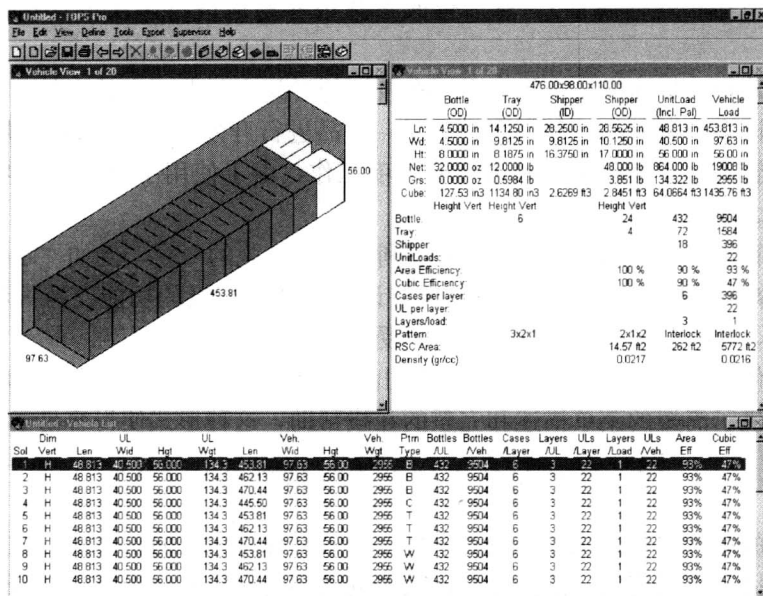 Untitled - TOPS Pro
File Edit View Define Tools Export Supervisor Help
Vehicle View 1 of 20
56.00
453.81
97.63
Vehicle View 1 of 20
476.00x98.00x110.00
Bottle Tray Shipper Shipper UnitLoad Vehicle
(OD) (OD) (ID) (OD) (Incl. Pal) Load
Ln: 4.5000 in 14.1250 in 28.2500 in 28.5625 in 48.813 in 453.813 in
Wd: 4.5000 in 9.8125 in 9.8125 in 10.1250 in 40.500 in 97.63 in
Ht: 8.0000 in 8.1875 in 16.3750 in 17.0000 in 56.000 in 56.00 in
Net: 32.0000 oz 12.0000 lb 48.000 lb 864.000 lb 19008 lb
Grs: 0.0000 oz 0.5984 lb 3.851 lb 134.322 lb 2955 lb
Cube: 127.53 in3 1134.80 in3 2.6269 ft3 2.8451 ft3 64.0664 ft3 1435.76 ft3
Height Vert Height Vert Height Vert
Bottle: 6 24 432 9504
Tray: 4 72 1584
Shipper: 18 396
UnitLoads: 22
Area Efficiency: 100 % 90 % 93 %
Cubic Efficiency: 100 % 90 % 47 %
Cases per layer: 6 396
UL per layer: 22
Layers/load: 3 1
Pattern: 3x2x1 2x1x2 Interlock Interlock
RSC Area: 14.57 ft2 262 ft2 5772 ft2
Density (gr/cc) 0.0217 0.0216
Untitled - Vehicle List
Dim UL UL Veh. Veh. Ptrn Bottles Bottles Cases Layers ULs Layers ULs Area Cubic
Sol Vert Len Wid Hgt Wgt Len Wid Hgt Wgt Type /UL /Veh. /Layer /UL /Layer /Load /Veh. Eff Eff
1 H 48.813 40.500 56.000 134.3 453.81 97.63 56.00 2955 B 432 9504 6 3 22 1 22 93% 47%
2 H 48.813 40.500 56.000 134.3 462.13 97.63 56.00 2955 B 432 9504 6 3 22 1 22 93% 47%
3 H 48.813 40.500 56.000 134.3 470.44 97.63 56.00 2955 B 432 9504 6 3 22 1 22 93% 47%
4 H 48.813 40.500 56.000 134.3 445.50 97.63 56.00 2955 C 432 9504 6 3 22 1 22 93% 47%
5 H 48.813 40.500 56.000 134.3 453.81 97.63 56.00 2955 T 432 9504 6 3 22 1 22 93% 47%
6 H 48.813 40.500 56.000 134.3 462.13 97.63 56.00 2955 T 432 9504 6 3 22 1 22 93% 47%
7 H 48.813 40.500 56.000 134.3 470.44 97.63 56.00 2955 T 432 9504 6 3 22 1 22 93% 47%
8 H 48.813 40.500 56.000 134.3 453.81 97.63 56.00 2955 W 432 9504 6 3 22 1 22 93% 47%
9 H 48.813 40.500 56.000 134.3 462.13 97.63 56.00 2955 W 432 9504 6 3 22 1 22 93% 47%
10 H 48.813 40.500 56.000 134.3 470.44 97.63 56.00 2955 W 432 9504 6 3 22 1 22 93% 47%